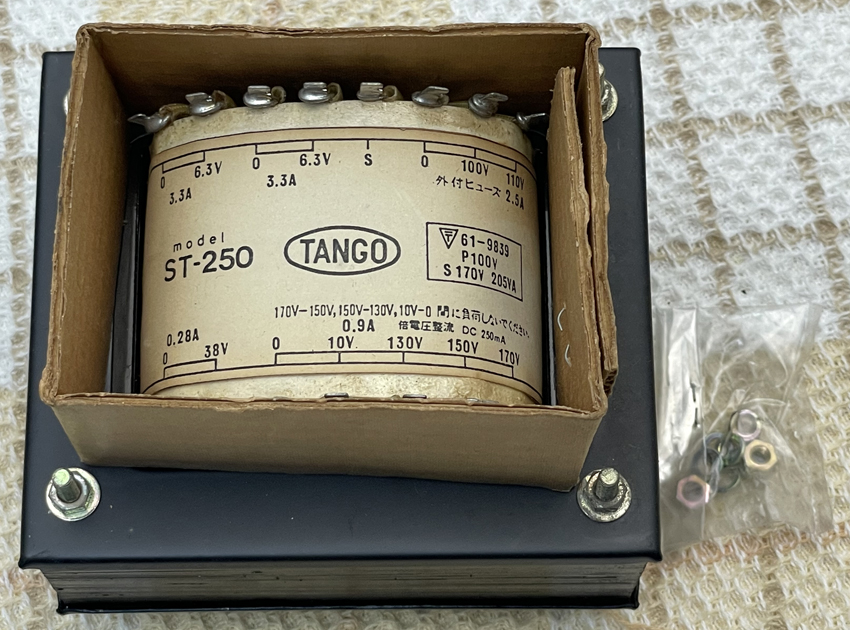 0 6.3V 0 6.3V S 0 100V 110V
3.3A 3.3A 外付ヒューズ 2.5A
model
ST-250
TANGO
61-9839
P100V
S170V 205VA
170V-150V,150V-130V,10V-0 間に負荷しないでください。
0.28A 0.9A 倍電圧整流 DC 250mA
0 38V 0 10V 130V 150V 170V